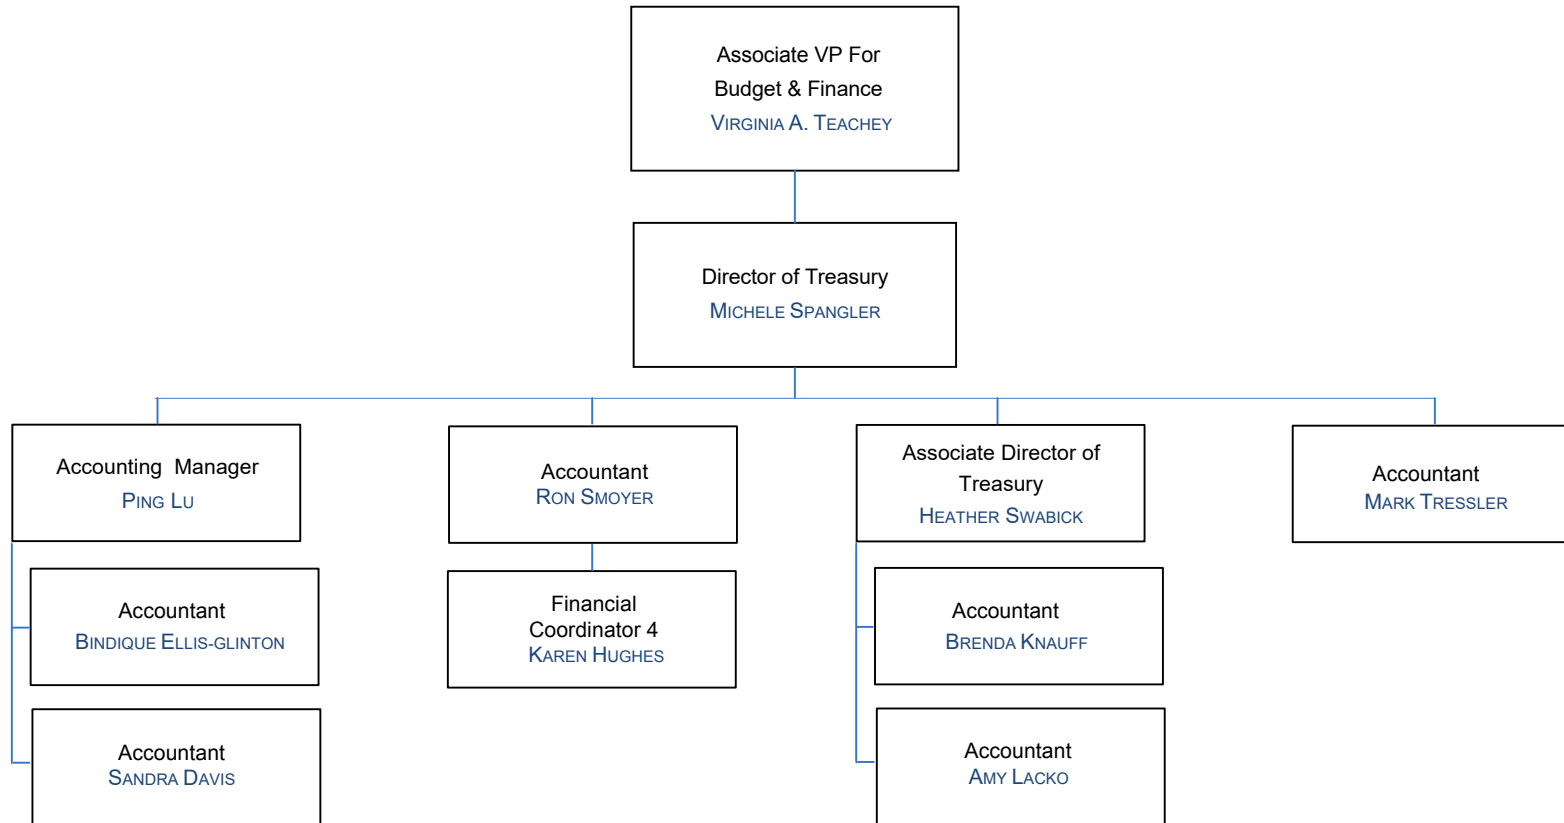 Associate VP For
Budget & Finance
VIRGINIA A. TEACHEY
Director of Treasury
MICHELE SPANGLER
Accounting Manager
PING LU
Accountant
RON SMOYER
Associate Director of
Treasury
HEATHER SWABICK
Accountant
MARK TRESSLER
Accountant
BINDIQUE ELLIS-GLINTON
Financial
Coordinator 4
KAREN HUGHES
Accountant
BRENDA KNAUFF
Accountant
SANDRA DAVIS
Accountant
AMY LACKO